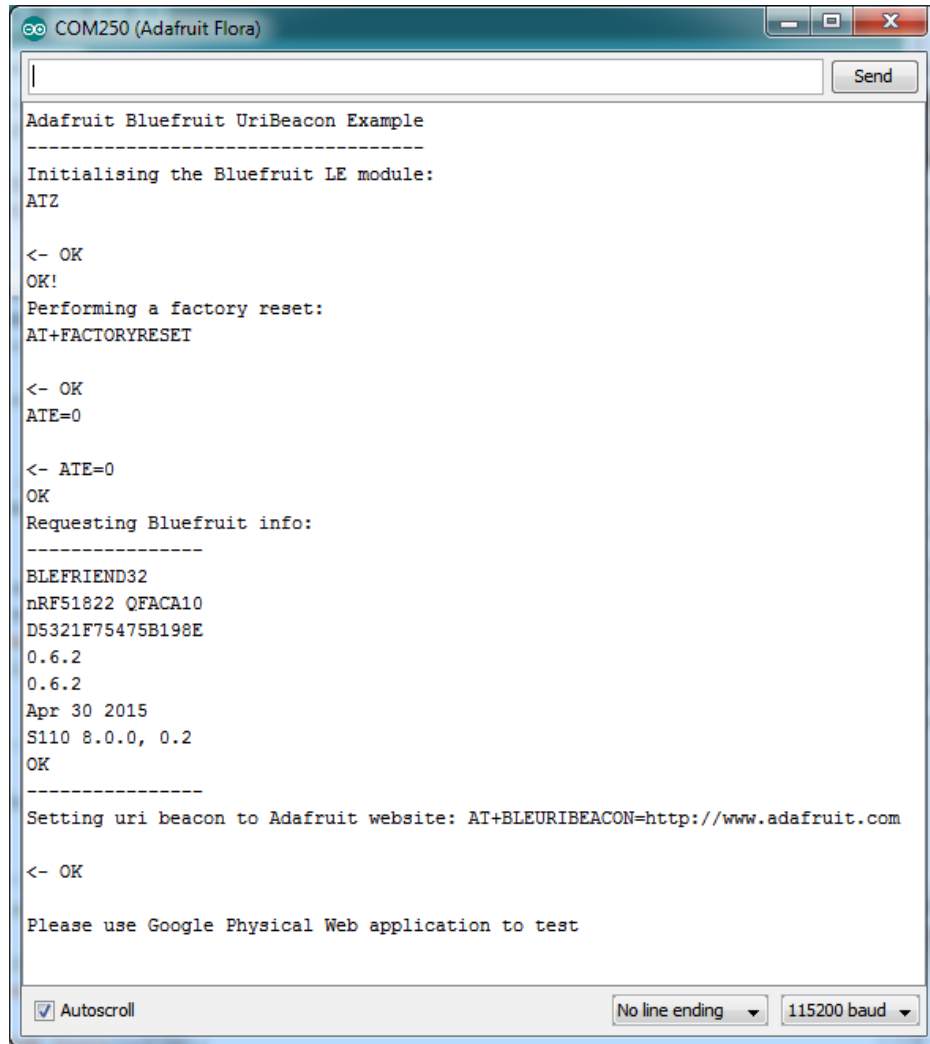 COM250 (Adafruit Flora)
Send
Adafruit Bluefruit UriBeacon Example
------------------------------------
Initialising the Bluefruit LE module:
ATZ
<- OK
OK!
Performing a factory reset:
AT+FACTORYRESET
<- OK
ATE=0
<- ATE=0
OK
Requesting Bluefruit info:
----------------
BLEFRIEND32
nRF51822 QFACA10
D5321F75475B198E
0.6.2
0.6.2
Apr 30 2015
S110 8.0.0, 0.2
OK
----------------
Setting uri beacon to Adafruit website: AT+BLEURIBEACON=http://www.adafruit.com
<- OK
Please use Google Physical Web application to test
Autoscroll No line ending 115200 baud